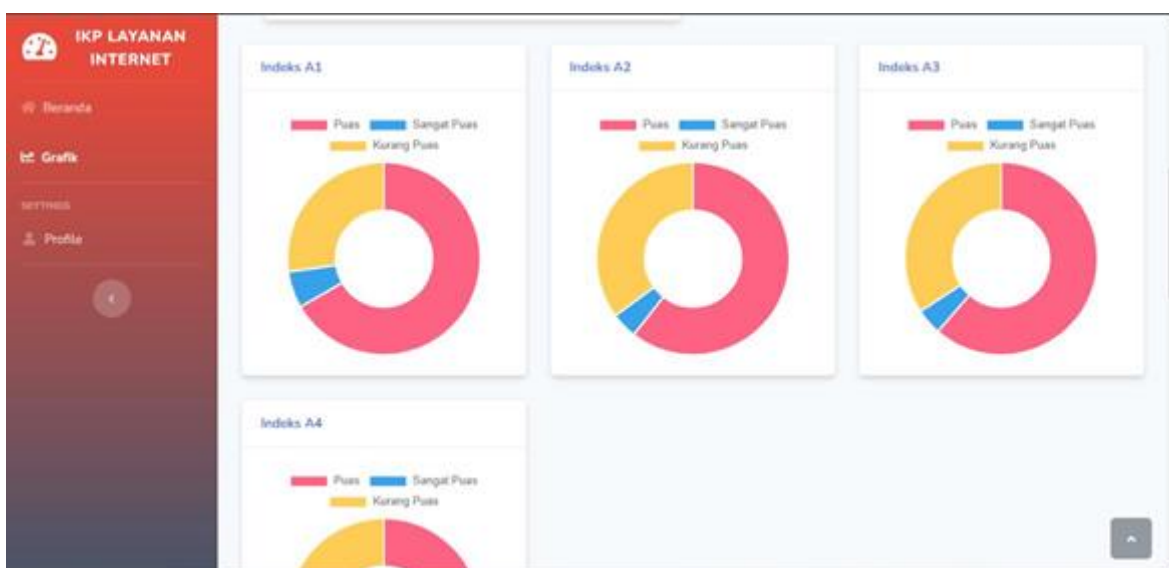 IKP LAYANAN
INTERNET
Beranda
Grafik
SETTINGS
Profile
Indeks A1
Puas Sangat Puas
Kurang Puas
Indeks A2
Puas Sangat Puas
Kurang Puas
Indeks A3
Puas Sangat Puas
Kurang Puas
Indeks A4
Puas Sangat Puas
Kurang Puas